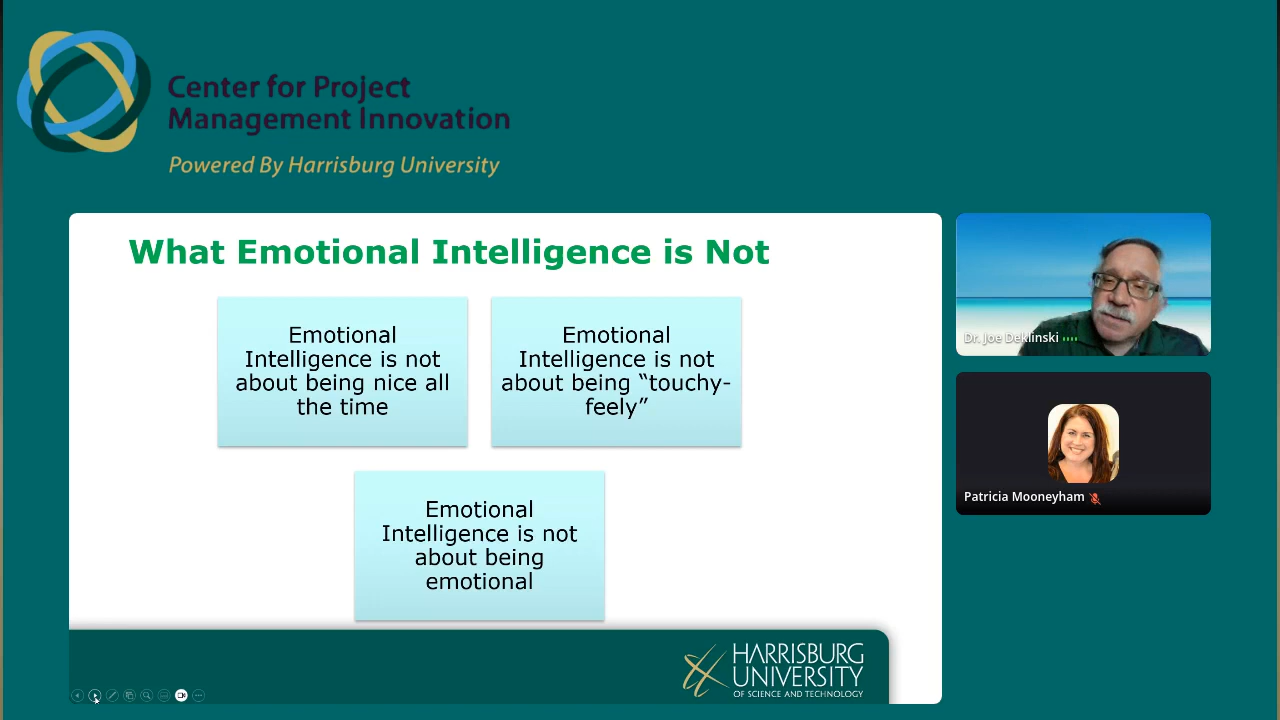 Center for Project
Management Innovation
Powered By Harrisburg University
What Emotional Intelligence is Not
Emotional
Intelligence is not
about being nice all
the time
Emotional
Intelligence is not
about being “touchy-
feely”
Emotional
Intelligence is not
about being
emotional
HARRISBURG
UNIVERSITY
OF SCIENCE AND TECHNOLOGY
Dr. Joe Deklinski
Patricia Mooneyham